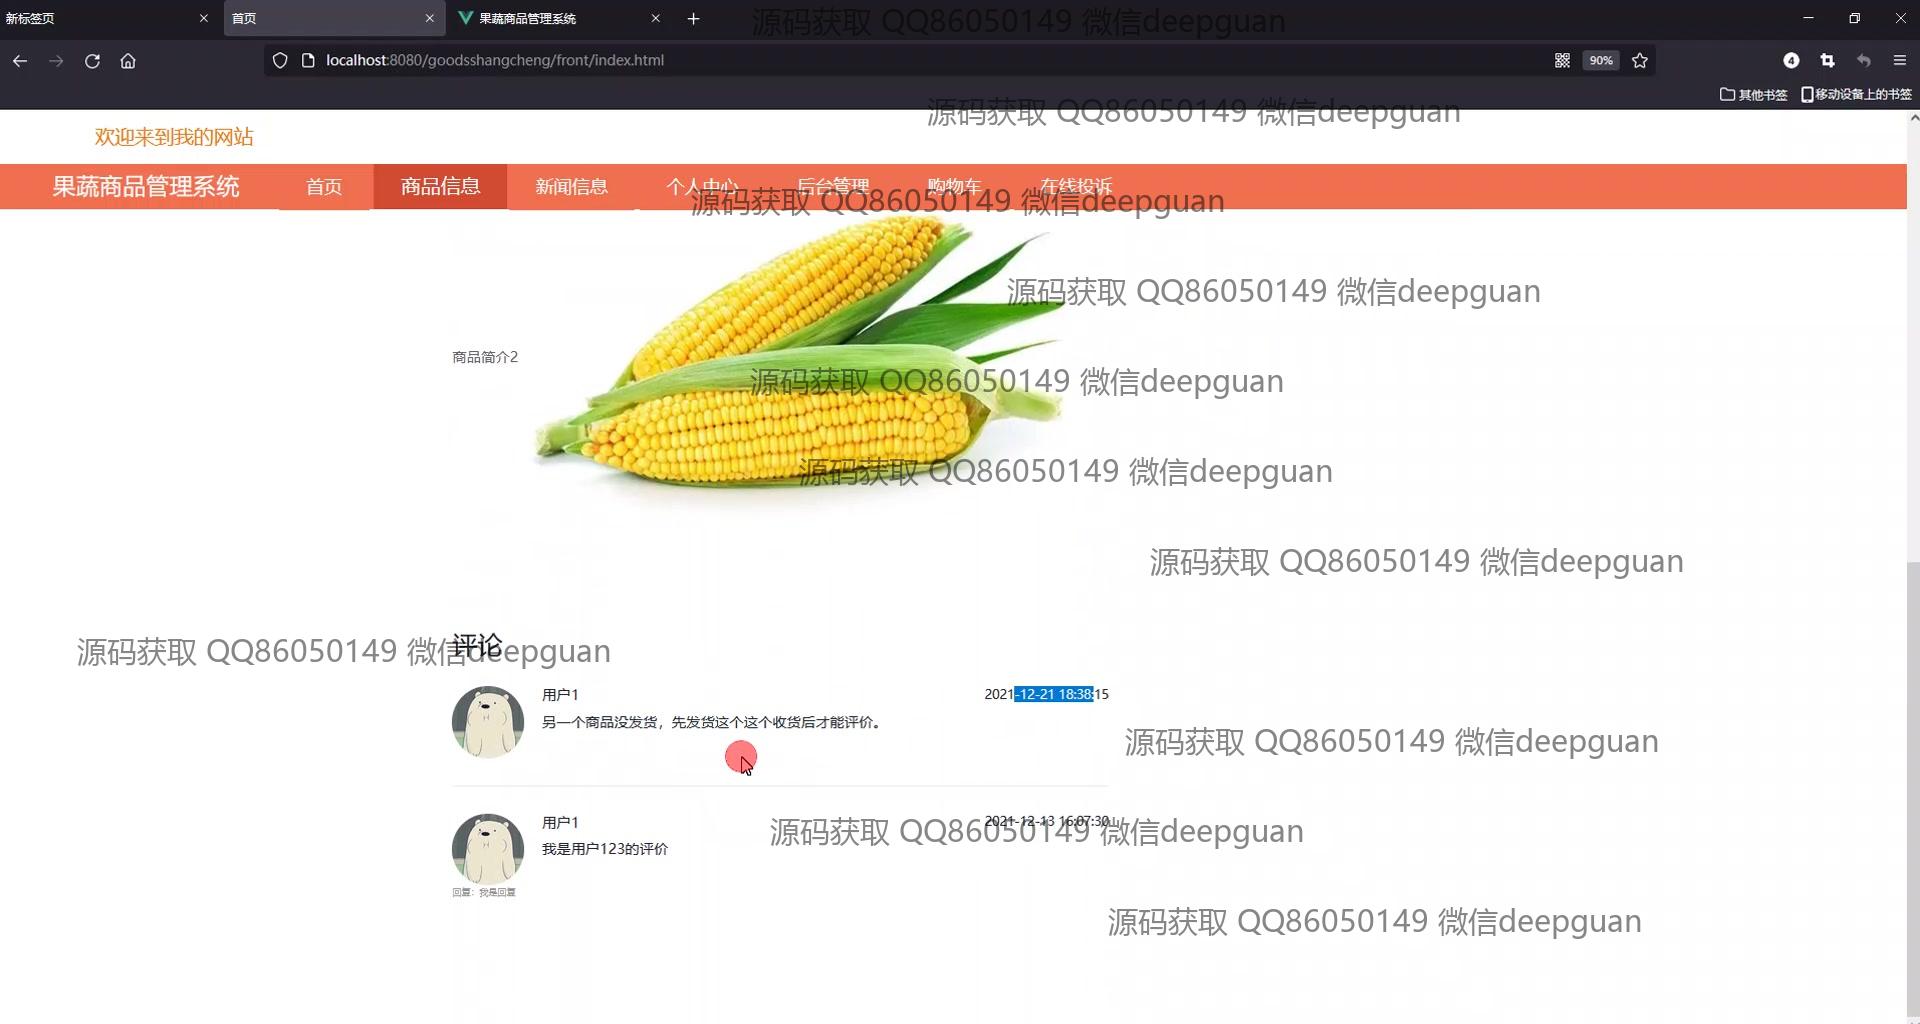 新标签页
首页
果蔬商品管理系统
源码获取 QQ86050149 微信deepguan
localhost:8080/goodsshangcheng/front/index.html
90%
4
其他书签
移动设备上的书签
源码获取 QQ86050149 微信deepguan
欢迎来到我的网站
果蔬商品管理系统
首页
商品信息
新闻信息
个人中心
后台管理
购物车
在线投诉
源码获取 QQ86050149 微信deepguan
源码获取 QQ86050149 微信deepguan
商品简介2
源码获取 QQ86050149 微信deepguan
源码获取 QQ86050149 微信deepguan
源码获取 QQ86050149 微信deepguan
评论
源码获取 QQ86050149 微信deepguan
用户1
2021-12-21 18:38:15
另一个商品没发货，先发货这个这个收货后才能评价。
源码获取 QQ86050149 微信deepguan
用户1
2021-12-13 16:07:30
源码获取 QQ86050149 微信deepguan
我是用户123的评价
回复：我是回复
源码获取 QQ86050149 微信deepguan